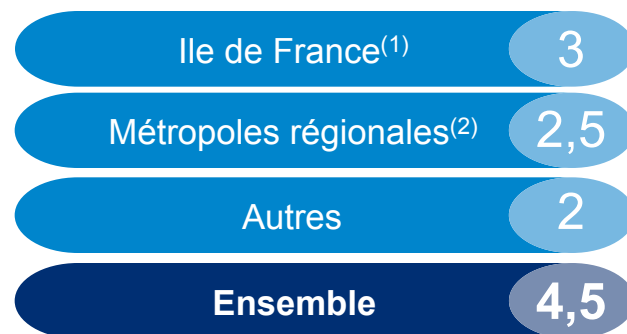 Ile de France(1) 3
Métropoles régionales(2) 2,5
Autres 2
Ensemble 4,5